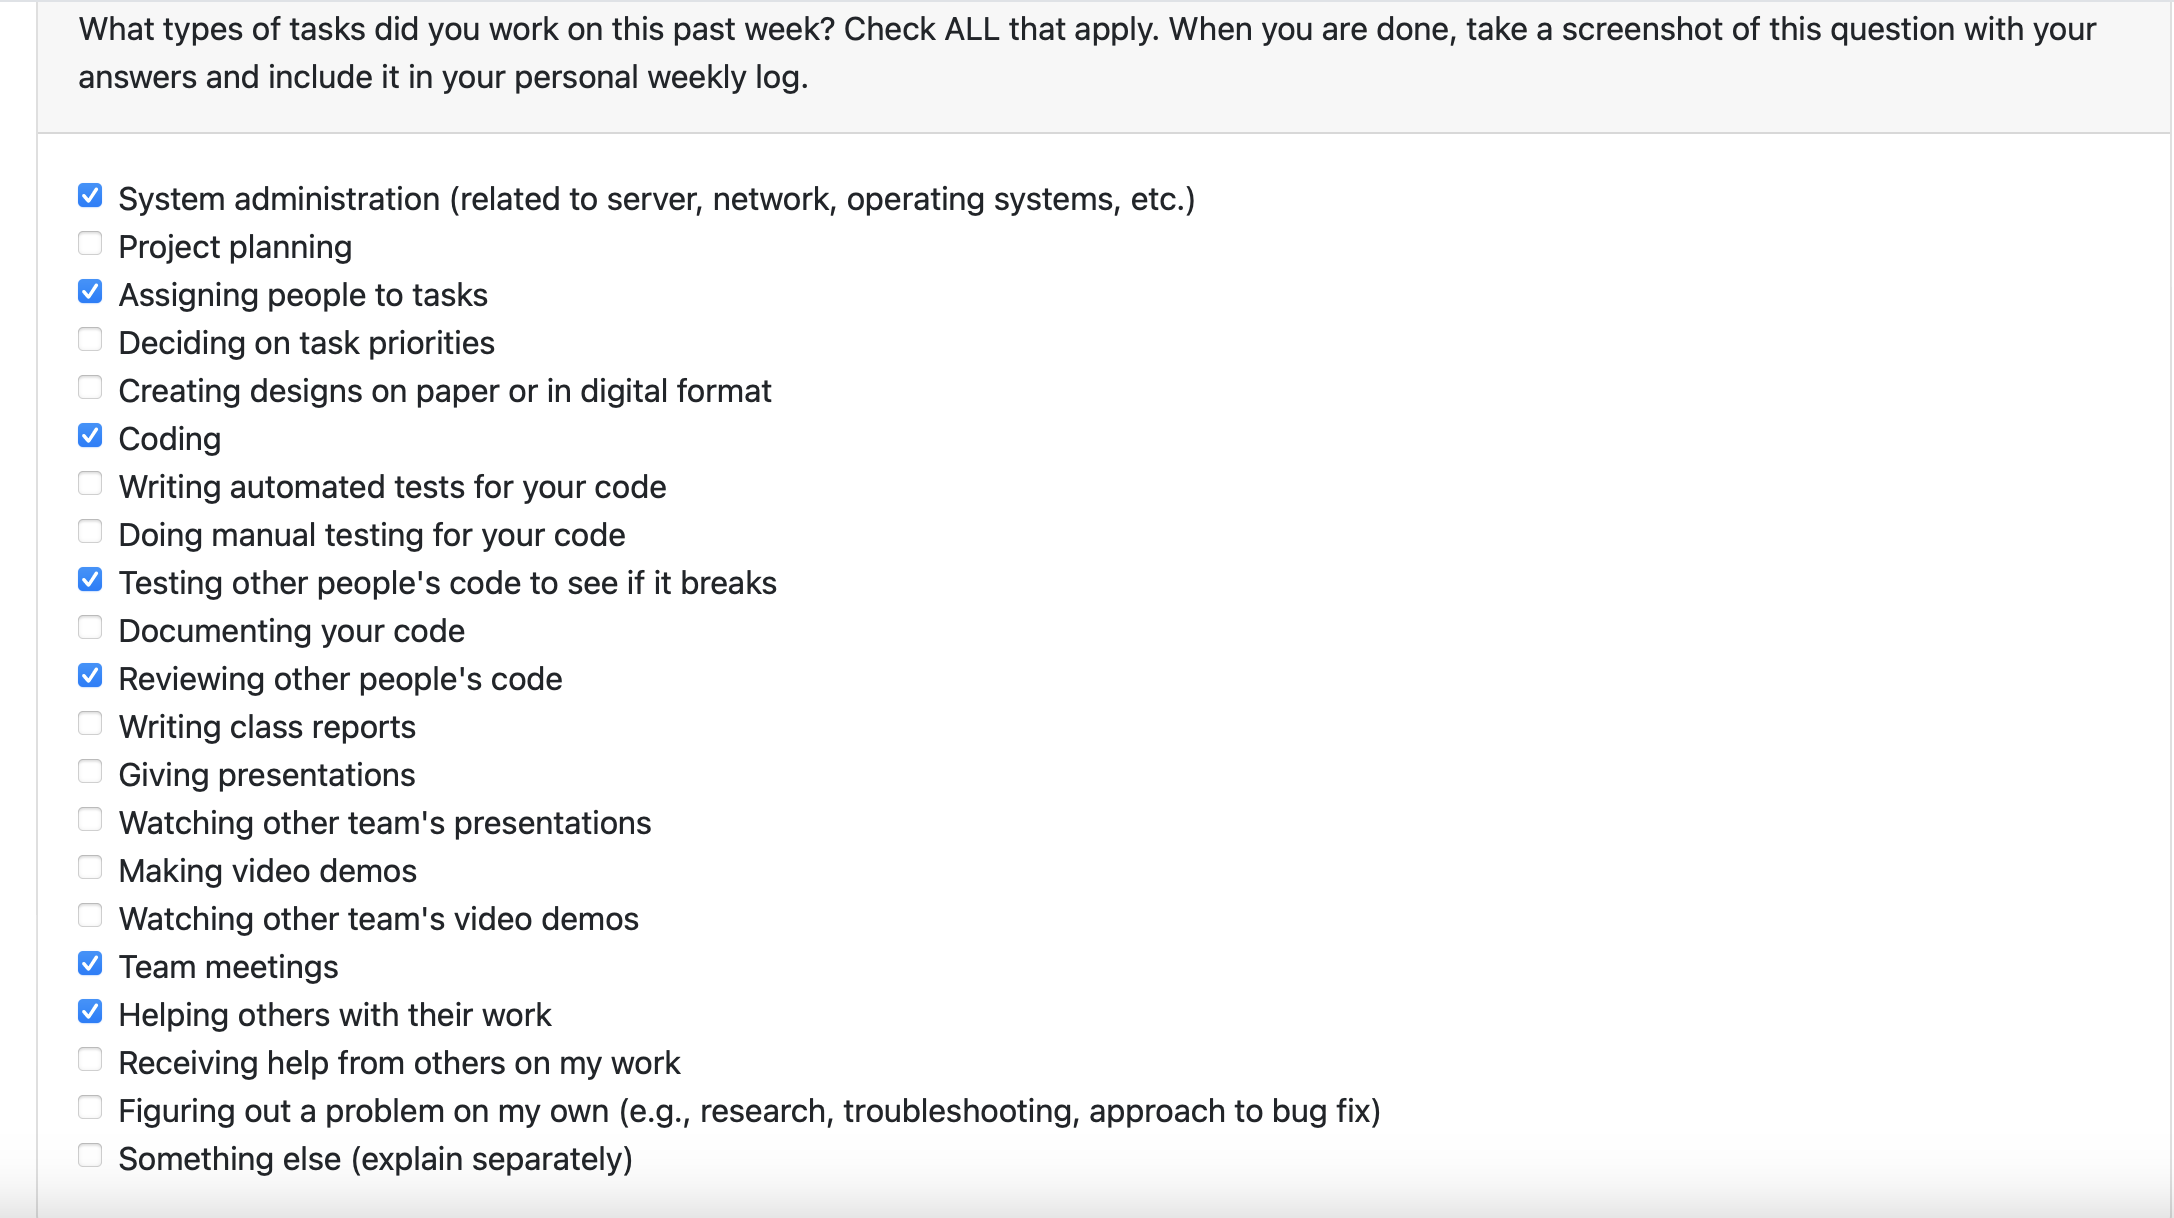 What types of tasks did you work on this past week? Check ALL that apply. When you are done, take a screenshot of this question with your
answers and include it in your personal weekly log.
System administration (related to server, network, operating systems, etc.)
Project planning
Assigning people to tasks
Deciding on task priorities
Creating designs on paper or in digital format
Coding
Writing automated tests for your code
Doing manual testing for your code
Testing other people's code to see if it breaks
Documenting your code
Reviewing other people's code
Writing class reports
Giving presentations
Watching other team's presentations
Making video demos
Watching other team's video demos
Team meetings
Helping others with their work
Receiving help from others on my work
Figuring out a problem on my own (e.g., research, troubleshooting, approach to bug fix)
Something else (explain separately)